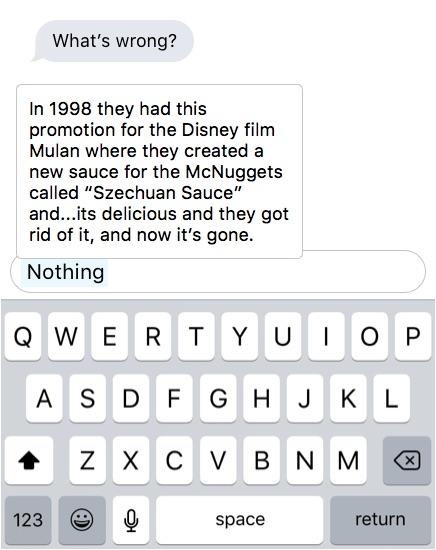 What’s wrong?
In 1998 they had this
promotion for the Disney film
Mulan where they created a
new sauce for the McNuggets
called “Szechuan Sauce”
and...its delicious and they got
rid of it, and now it’s gone.
Nothing
Q W E R T Y U I O P
A S D F G H J K L
Z X C V B N M
123 space return